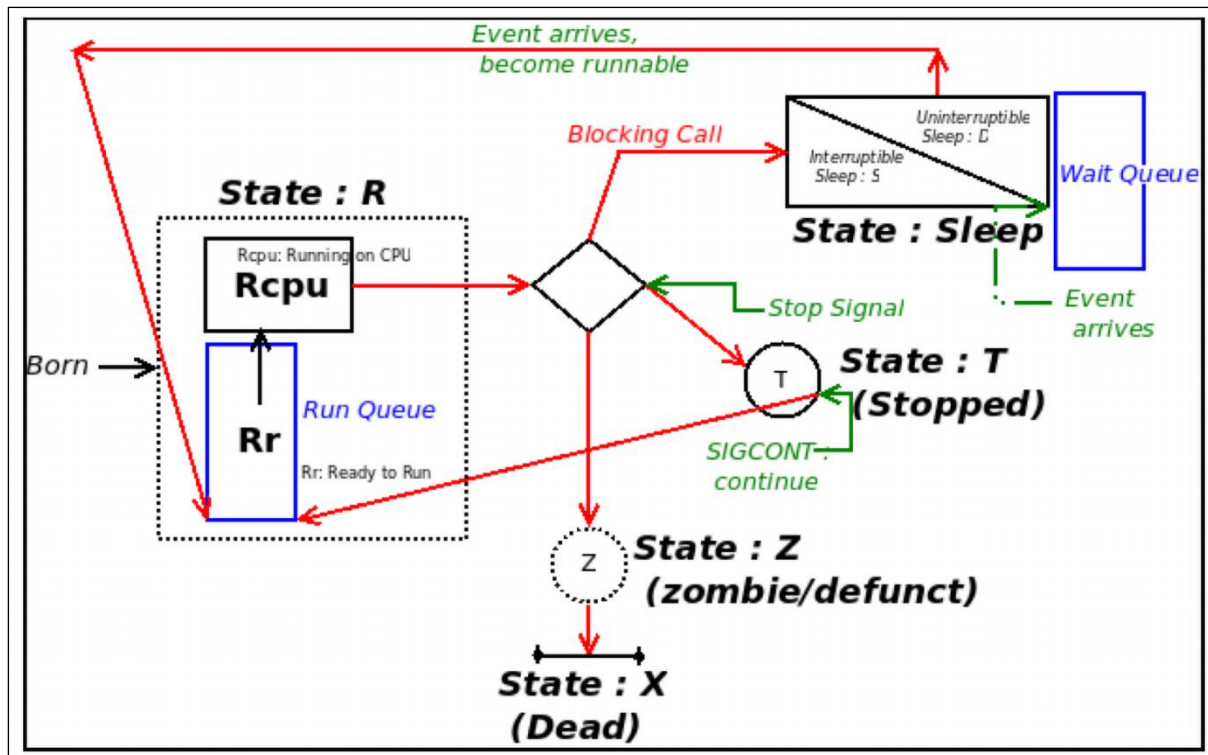 Event arrives,
become runnable
Blocking Call
Uninterruptible
Sleep : D
Interruptible
Sleep : S
Wait Queue
State : R
State : Sleep
Rcpu: Running on CPU
Rcpu
Stop Signal
Event
arrives
Born
Run Queue
Rr
Rr: Ready to Run
T
State : T
(Stopped)
SIGCONT :
continue
Z
State : Z
(zombie/defunct)
State : X
(Dead)